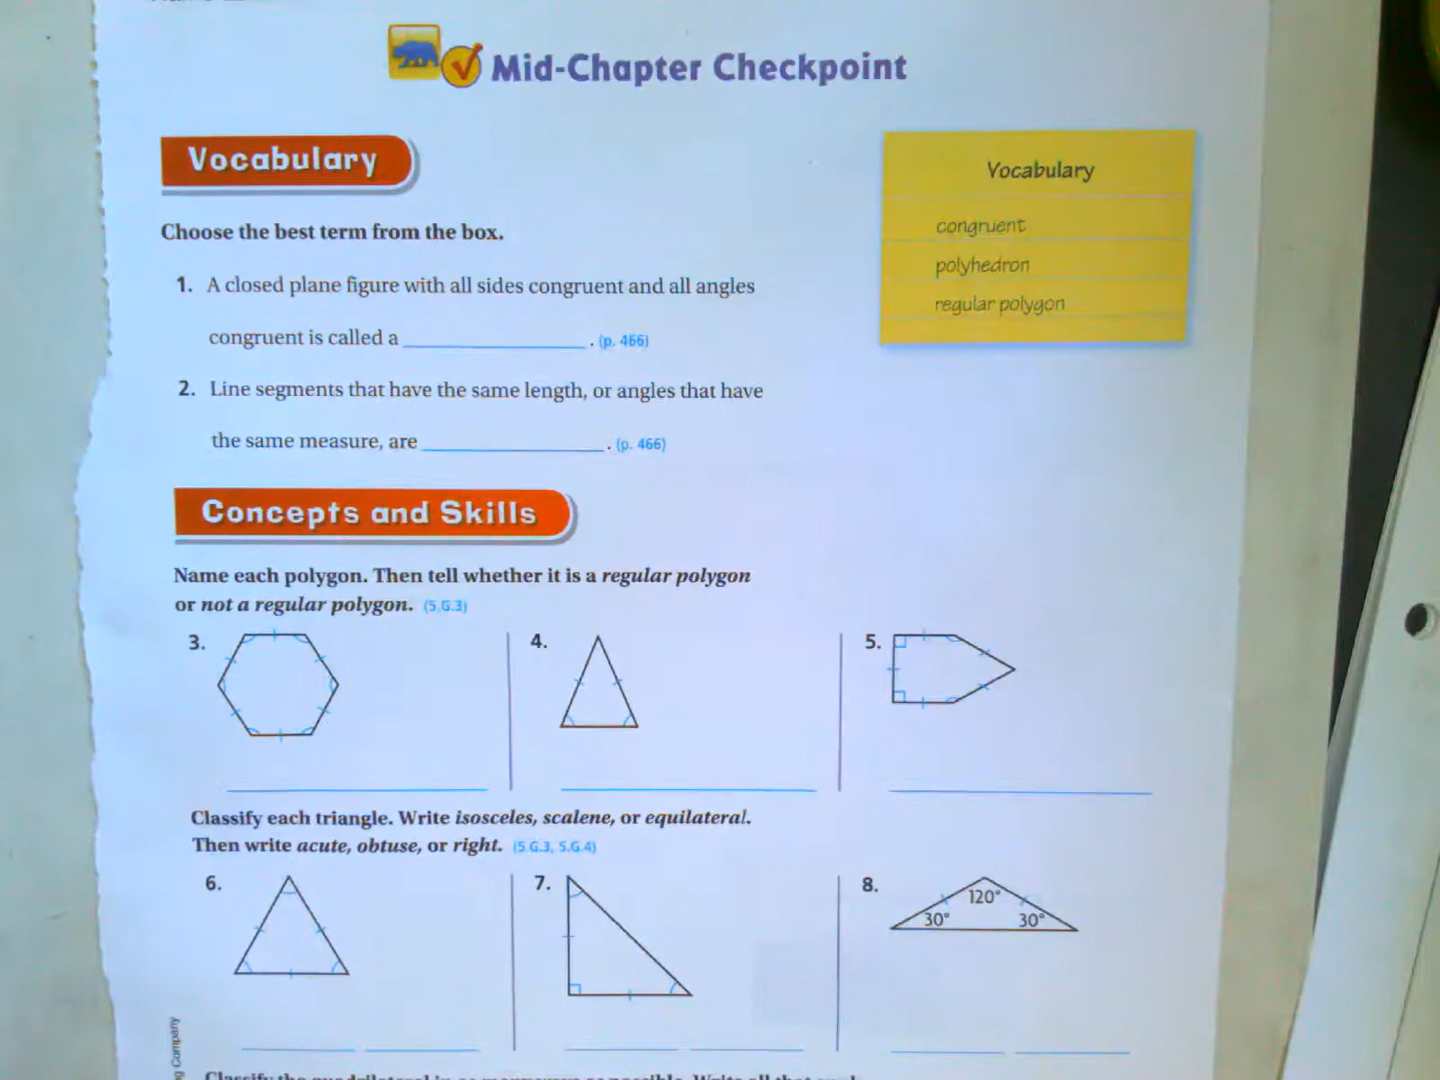 Mid-Chapter Checkpoint
Vocabulary
Vocabulary
congruent
polyhedron
regular polygon
Choose the best term from the box.
1. A closed plane figure with all sides congruent and all angles
congruent is called a ____________. (p. 466)
2. Line segments that have the same length, or angles that have
the same measure, are ____________. (p. 466)
Concepts and Skills
Name each polygon. Then tell whether it is a regular polygon
or not a regular polygon. (5.G.3)
3. 4. 5.
Classify each triangle. Write isosceles, scalene, or equilateral.
Then write acute, obtuse, or right. (5.G.3, 5.G.4)
6. 7. 8.
120°
30° 30°
Company